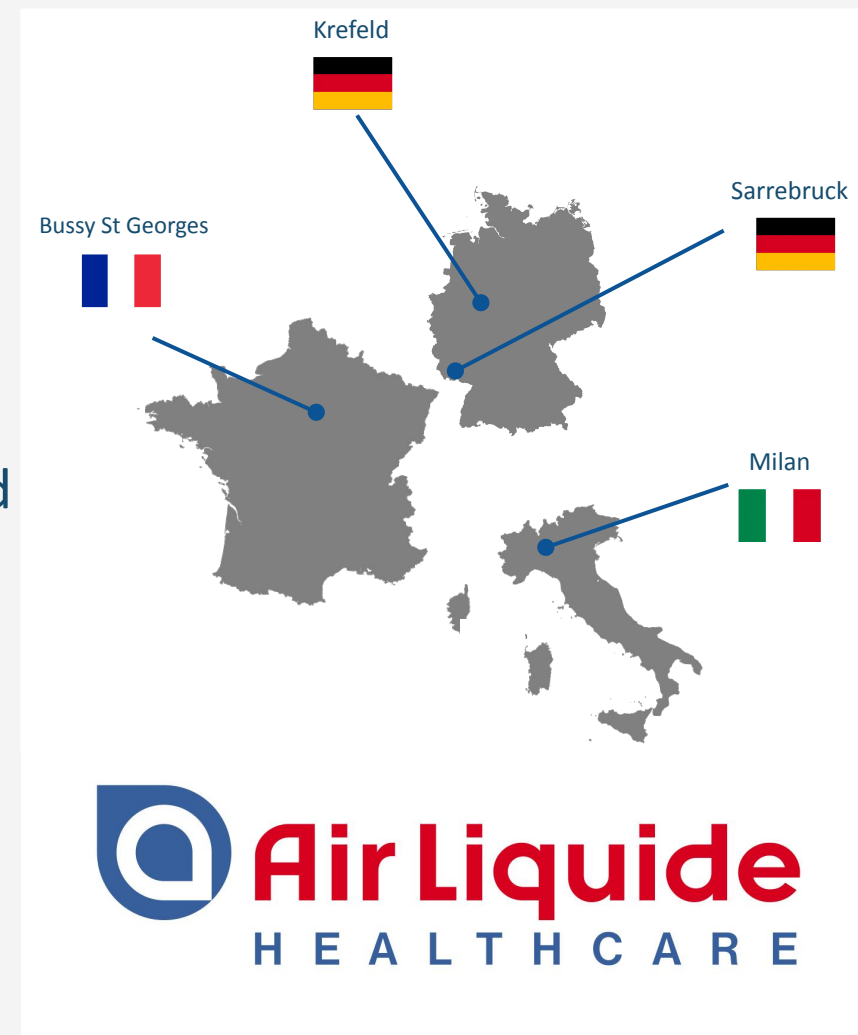 Krefeld
Sarrebruck
Bussy St Georges
d
Milan
Air Liquide
HEALTHCARE